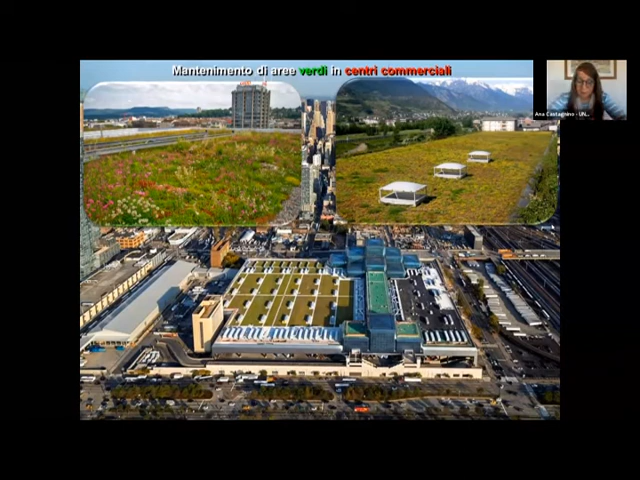 Mantenimento di aree verdi in centri commerciali
Ana Castagnino - UN...